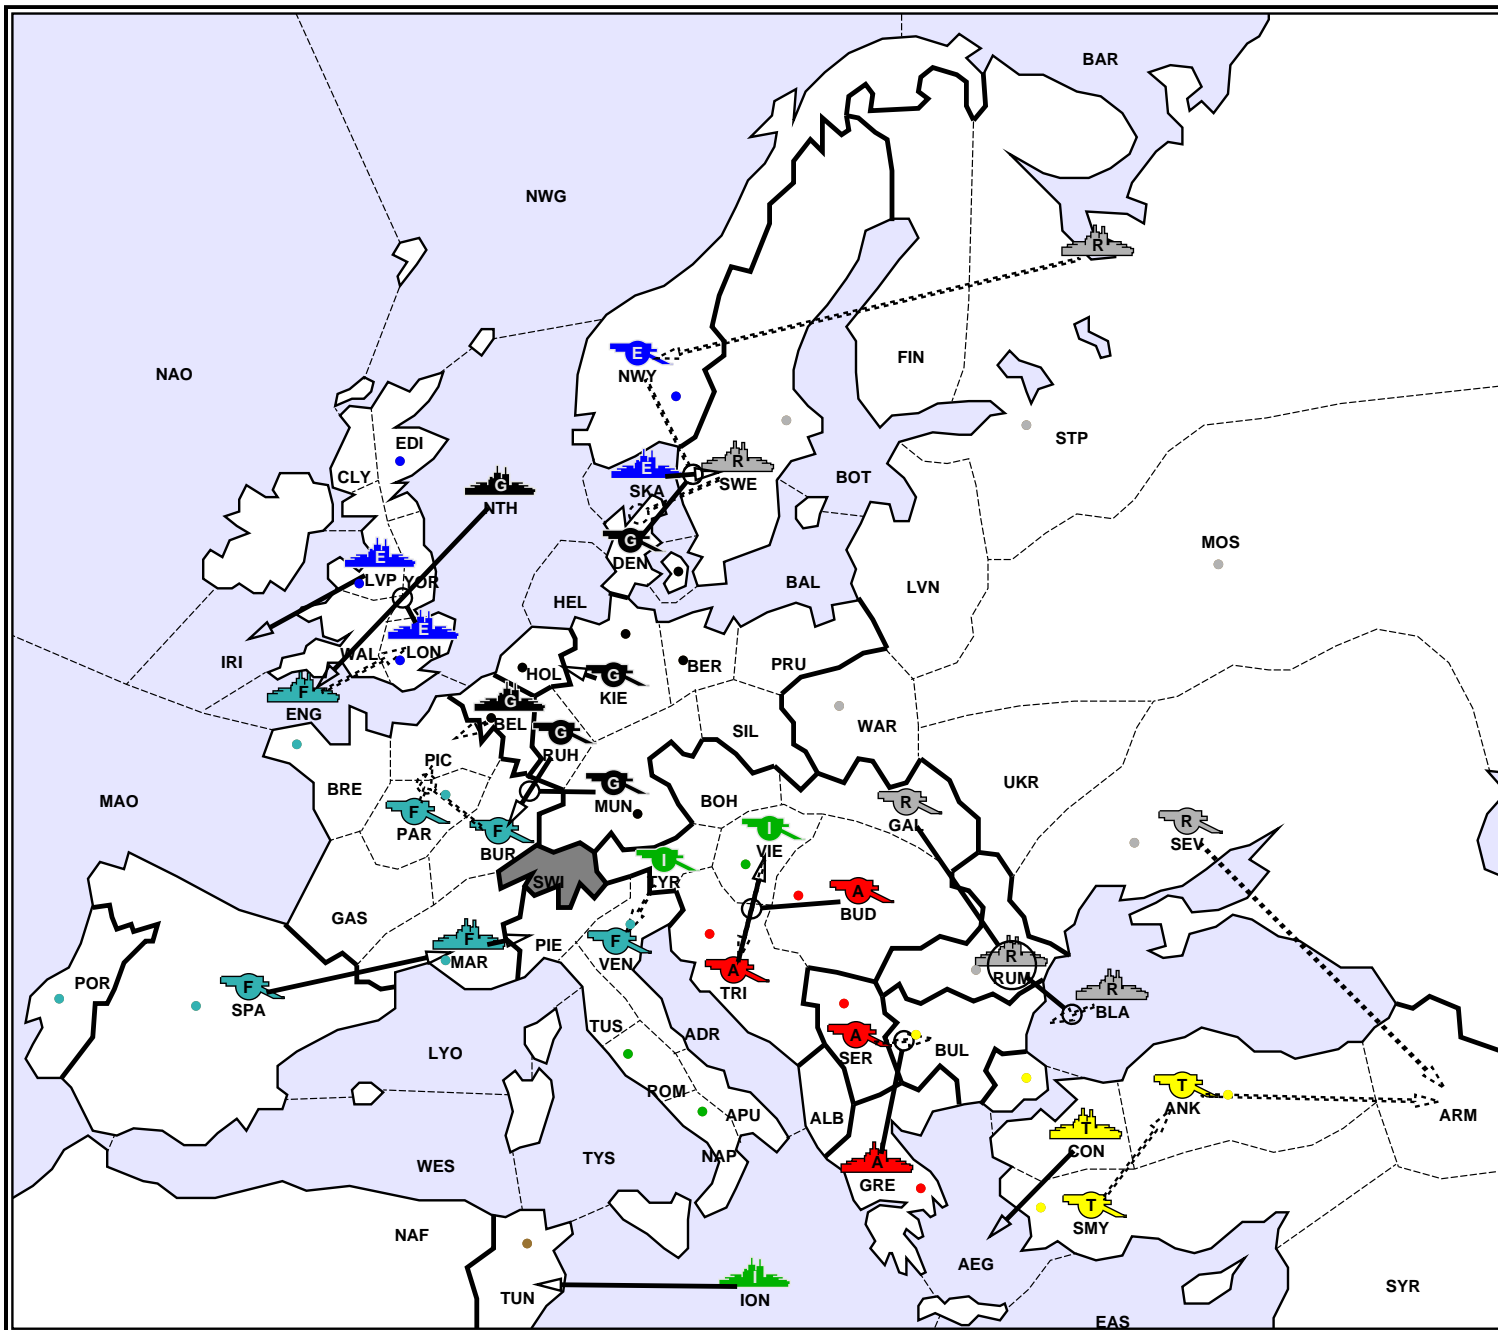 BAR
NWG
R
NAO
E
NWY
FIN
EDI
STP
CLY
E
SKA
R
SWE
BOT
G
NTH
G
DEN
MOS
E
LVP
YOR
BAL
LVN
HEL
E
LON
WAL
IRI
HOL
G
KIE
BER
PRU
F
ENG
G
BEL
G
RUH
SIL
WAR
PIC
BRE
MAO
UKR
G
MUN
BOH
F
PAR
F
BUR
I
VIE
R
GAL
R
SEV
I
TYR
SWI
A
BUD
GAS
F
MAR
PIE
F
VEN
R
RUM
POR
F
SPA
A
TRI
R
BLA
TUS
ADR
A
SER
BUL
LYO
ROM
APU
ALB
T
ANK
ARM
T
CON
WES
TYS
NAP
A
GRE
T
SMY
NAF
AEG
I
ION
TUN
SYR
EAS